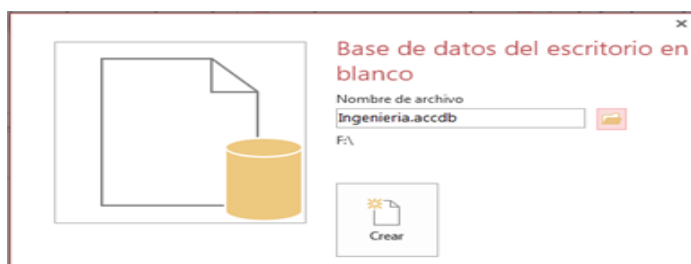 Base de datos del escritorio en
blanco
Nombre de archivo
Ingenieria.accdb
F:\
Crear